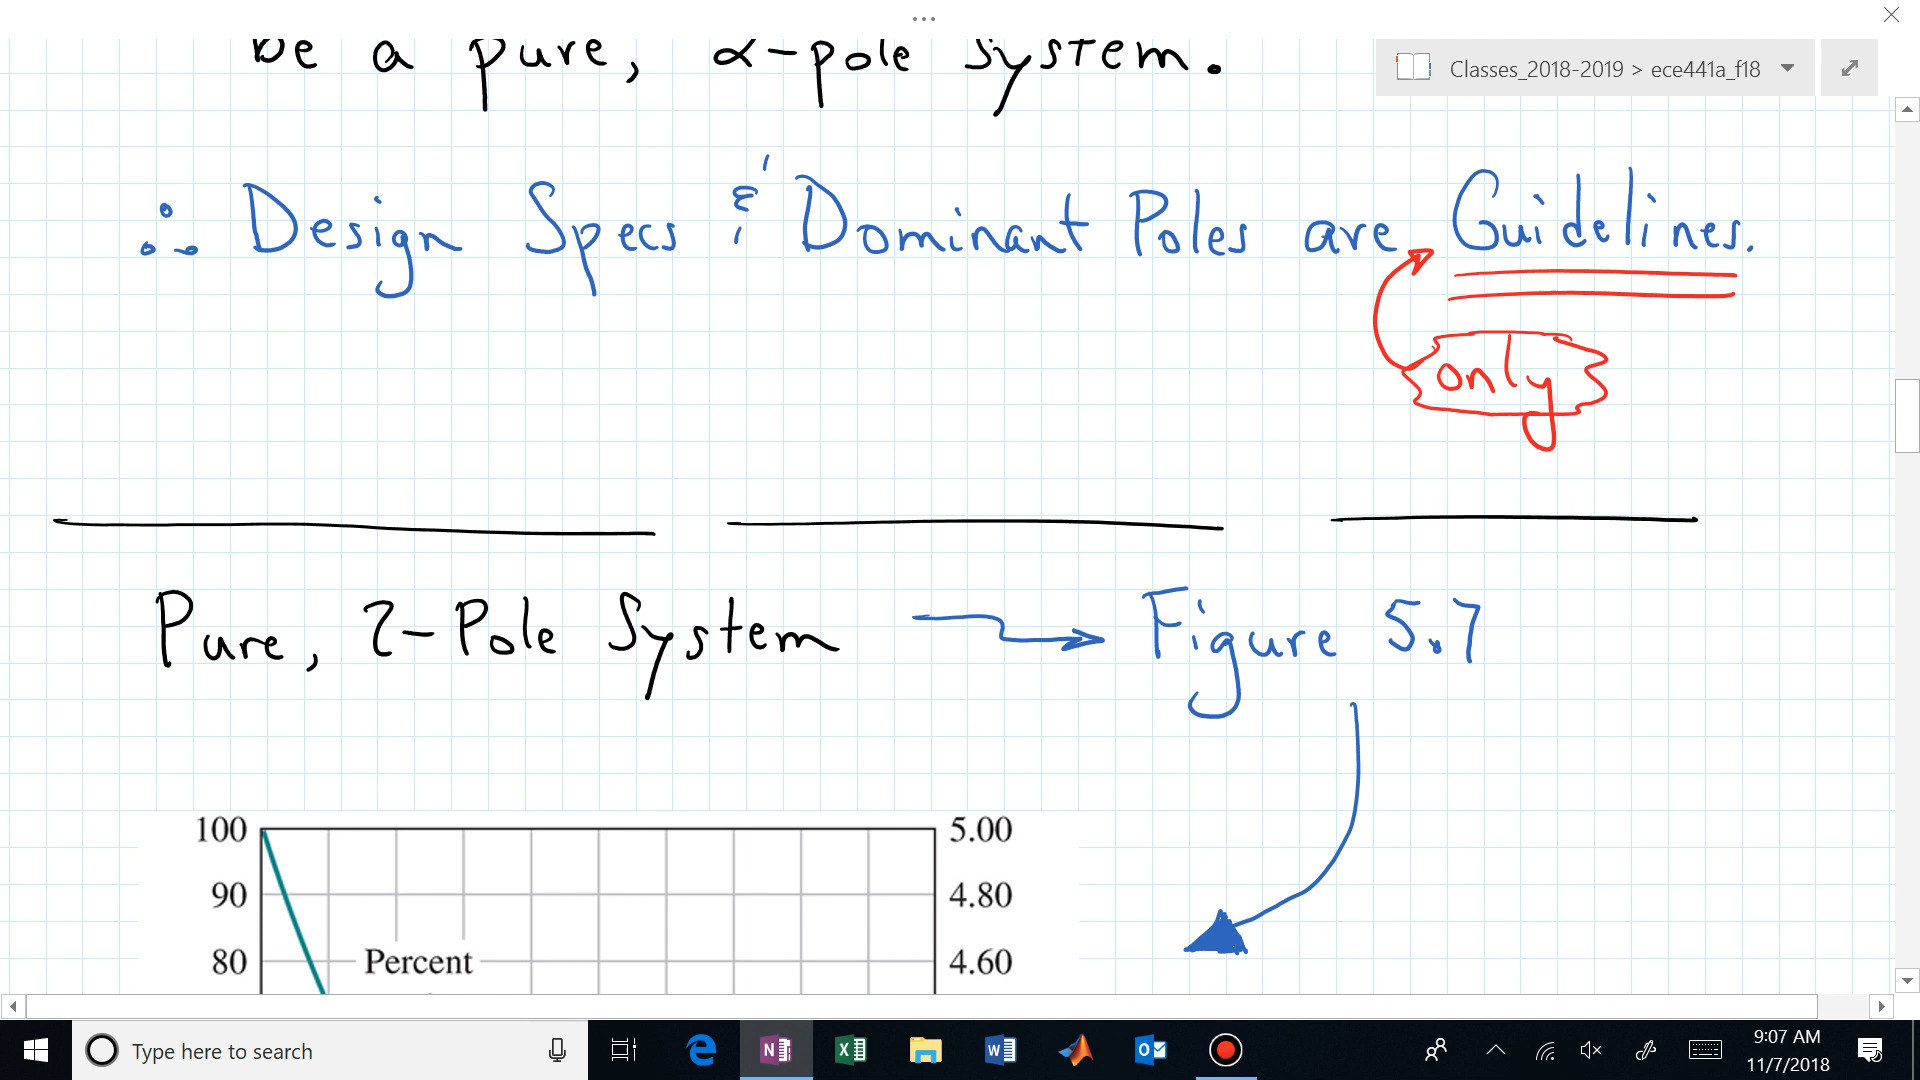 be a pure, 2-pole system.
Classes_2018-2019 > ece441a_f18
∴ Design Specs & Dominant Poles are Guidelines.
only
Pure, 2-Pole System → Figure 5.7
100 5.00
90 4.80
80 Percent 4.60
Type here to search
9:07 AM
11/7/2018